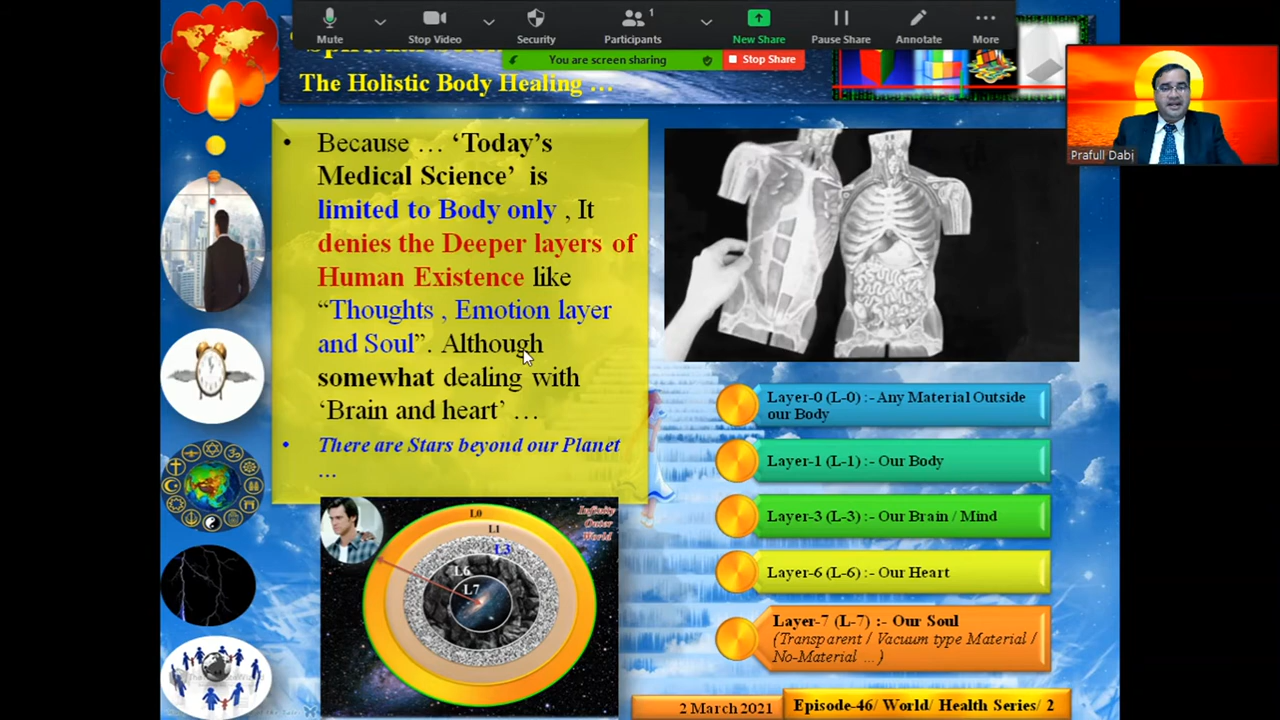 Mute
Stop Video
Security
Participants
1
New Share
Pause Share
Annotate
More
You are screen sharing
Stop Share
The Holistic Body Healing …
Prafull Dabi
• Because … ‘Today’s
Medical Science’ is
limited to Body only , It
denies the Deeper layers of
Human Existence like
“Thoughts , Emotion layer
and Soul”. Although
somewhat dealing with
‘Brain and heart’ …
• There are Stars beyond our Planet
…
Layer-0 (L-0) :- Any Material Outside
our Body
Layer-1 (L-1) :- Our Body
Layer-3 (L-3) :- Our Brain / Mind
Layer-6 (L-6) :- Our Heart
Layer-7 (L-7) :- Our Soul
(Transparent / Vacuum type Material /
No-Material …)
L0
L1
L3
L6
L7
Infinity
Outer
World
2 March 2021
Episode-46/ World/ Health Series/ 2